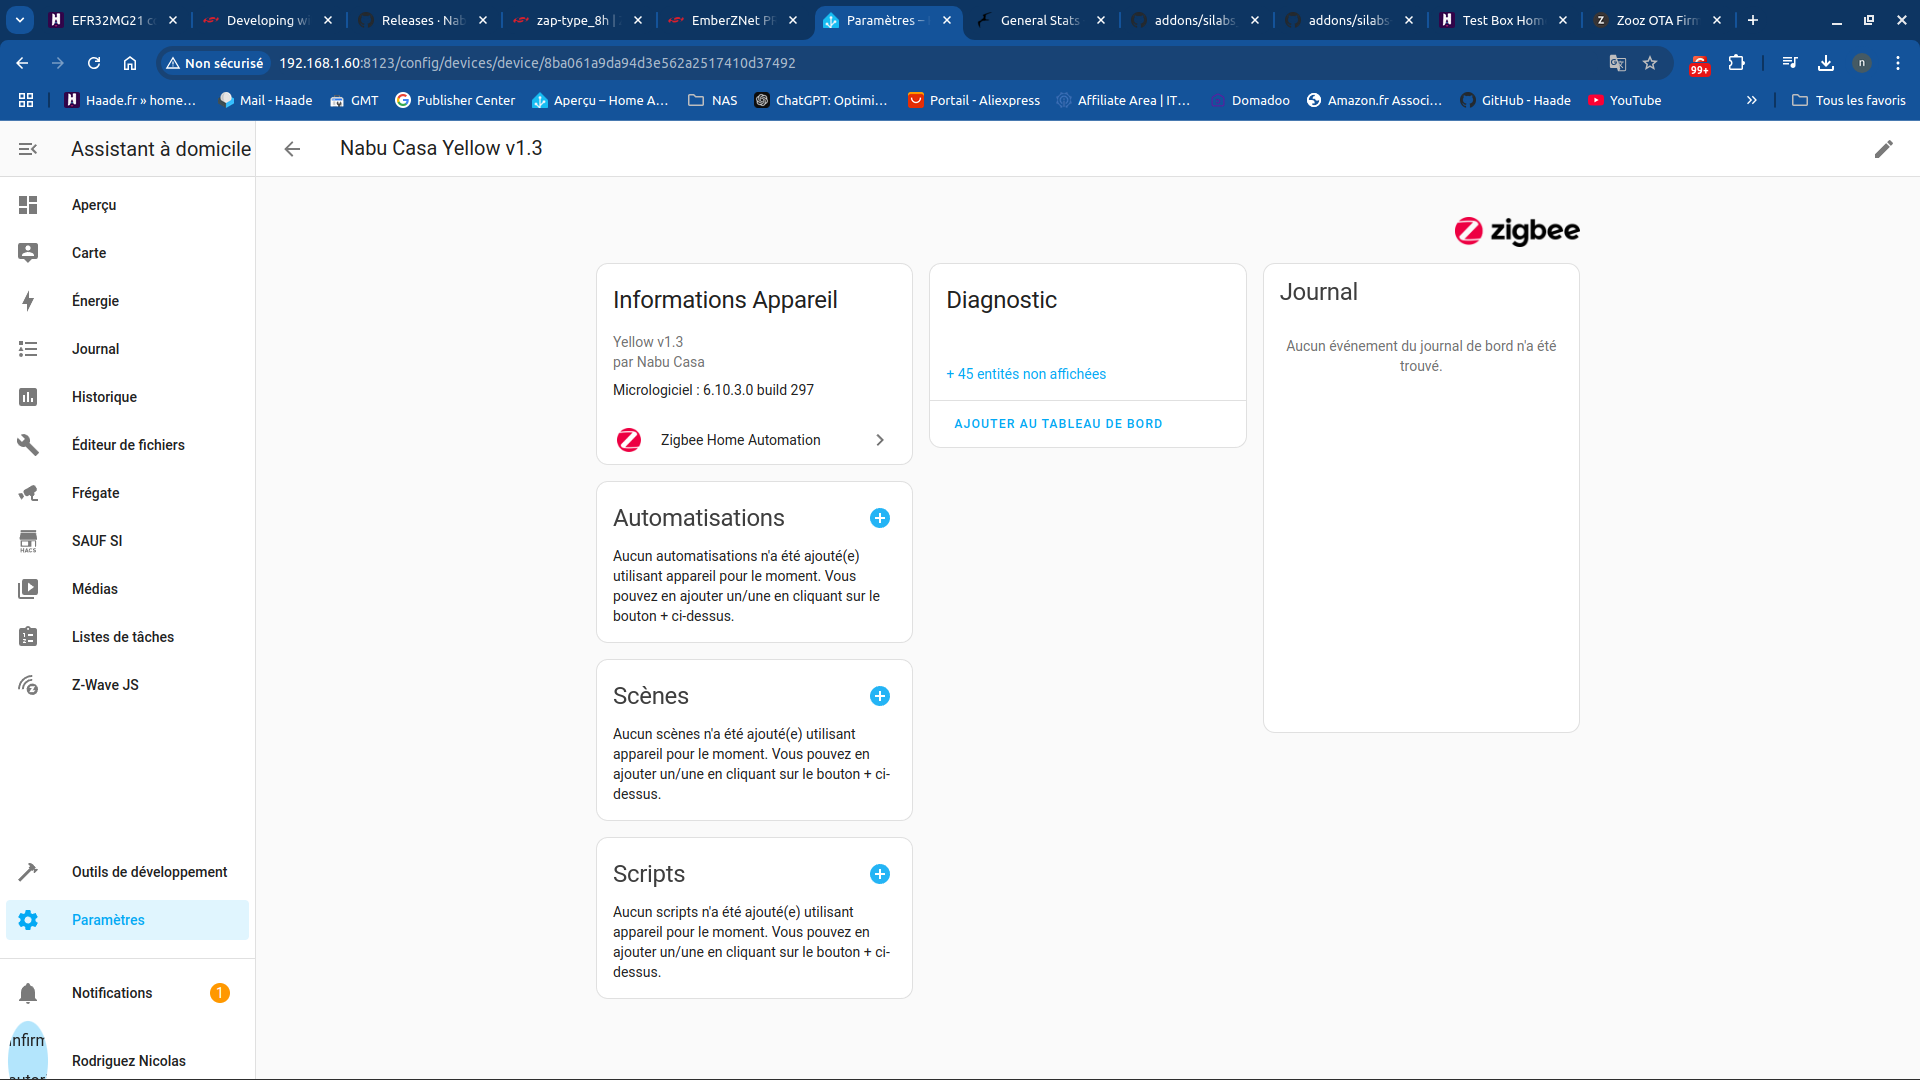 EFR32MG21
Developing wi
Releases · Nab
zap-type_8h |
EmberZNet P
Paramètres –
General Stats
addons/silabs
addons/silabs
Test Box Hom
Zooz OTA Firm
Non sécurisé
192.168.1.60:8123/config/devices/device/8ba061a9da94d3e562a2517410d37492
99+
n
Haade.fr » home…
Mail - Haade
GMT
Publisher Center
Aperçu – Home A…
NAS
ChatGPT: Optimi…
Portail - Aliexpress
Affiliate Area | IT…
Domadoo
Amazon.fr Associ…
GitHub - Haade
YouTube
Tous les favoris
Assistant à domicile
Nabu Casa Yellow v1.3
Aperçu
Carte
Énergie
Journal
Historique
Éditeur de fichiers
Frégate
HACS
SAUF SI
Médias
Listes de tâches
Z-Wave JS
Outils de développement
Paramètres
Notifications
1
nfirm
Rodriguez Nicolas
zigbee
Informations Appareil
Yellow v1.3
par Nabu Casa
Micrologiciel : 6.10.3.0 build 297
Zigbee Home Automation
Automatisations
Aucun automatisations n'a été ajouté(e)
utilisant appareil pour le moment. Vous
pouvez en ajouter un/une en cliquant sur le
bouton + ci-dessus.
Scènes
Aucun scènes n'a été ajouté(e) utilisant
appareil pour le moment. Vous pouvez en
ajouter un/une en cliquant sur le bouton + ci-
dessus.
Scripts
Aucun scripts n'a été ajouté(e) utilisant
appareil pour le moment. Vous pouvez en
ajouter un/une en cliquant sur le bouton + ci-
dessus.
Diagnostic
+ 45 entités non affichées
AJOUTER AU TABLEAU DE BORD
Journal
Aucun événement du journal de bord n'a été
trouvé.